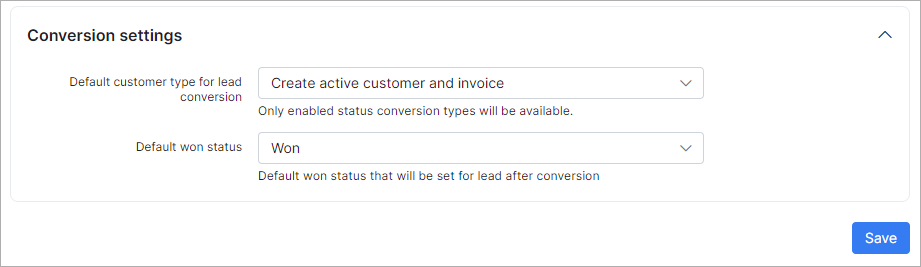 Conversion settings
Default customer type for lead
conversion
Create active customer and invoice
Only enabled status conversion types will be available.
Default won status
Won
Default won status that will be set for lead after conversion
Save